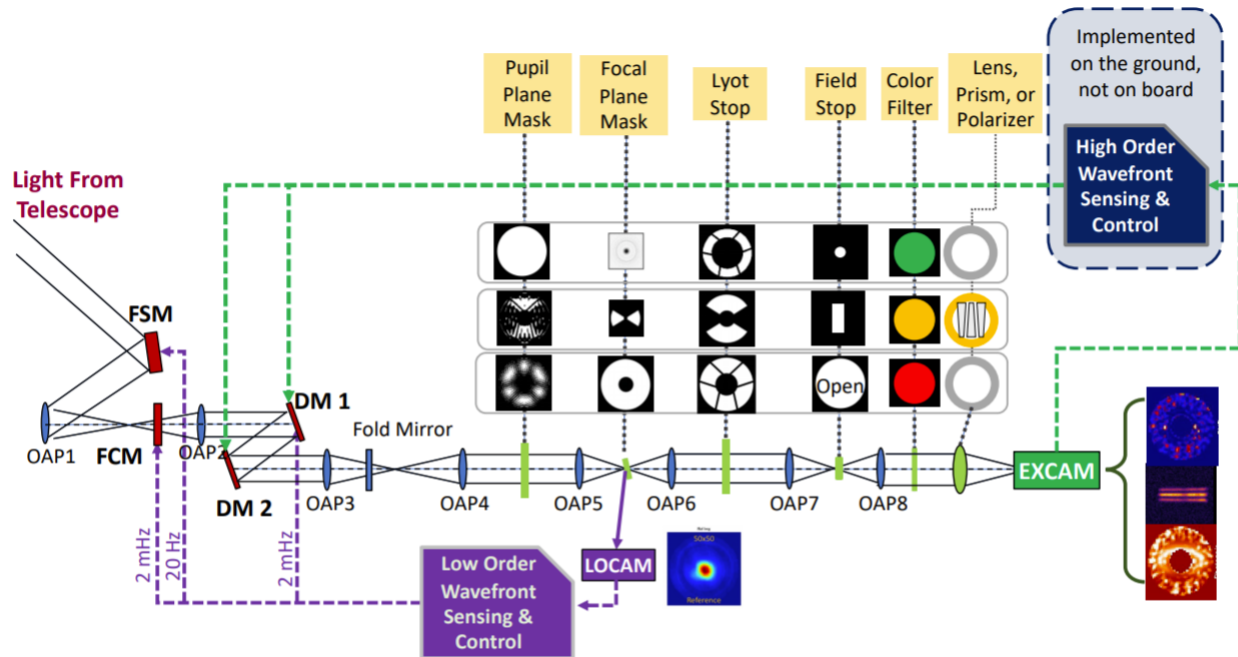 Implemented
on the ground,
not on board
High Order
Wavefront
Sensing &
Control
Pupil
Plane
Mask
Focal
Plane
Mask
Lyot
Stop
Field
Stop
Color
Filter
Lens,
Prism, or
Polarizer
Light From
Telescope
FSM
Open
DM 1
Fold Mirror
OAP1
FCM
OAP2
DM 2
OAP3
OAP4
OAP5
OAP6
OAP7
OAP8
EXCAM
2 mHz
20 Hz
2 mHz
Low Order
Wavefront
Sensing &
Control
LOCAM
50x50
Reference